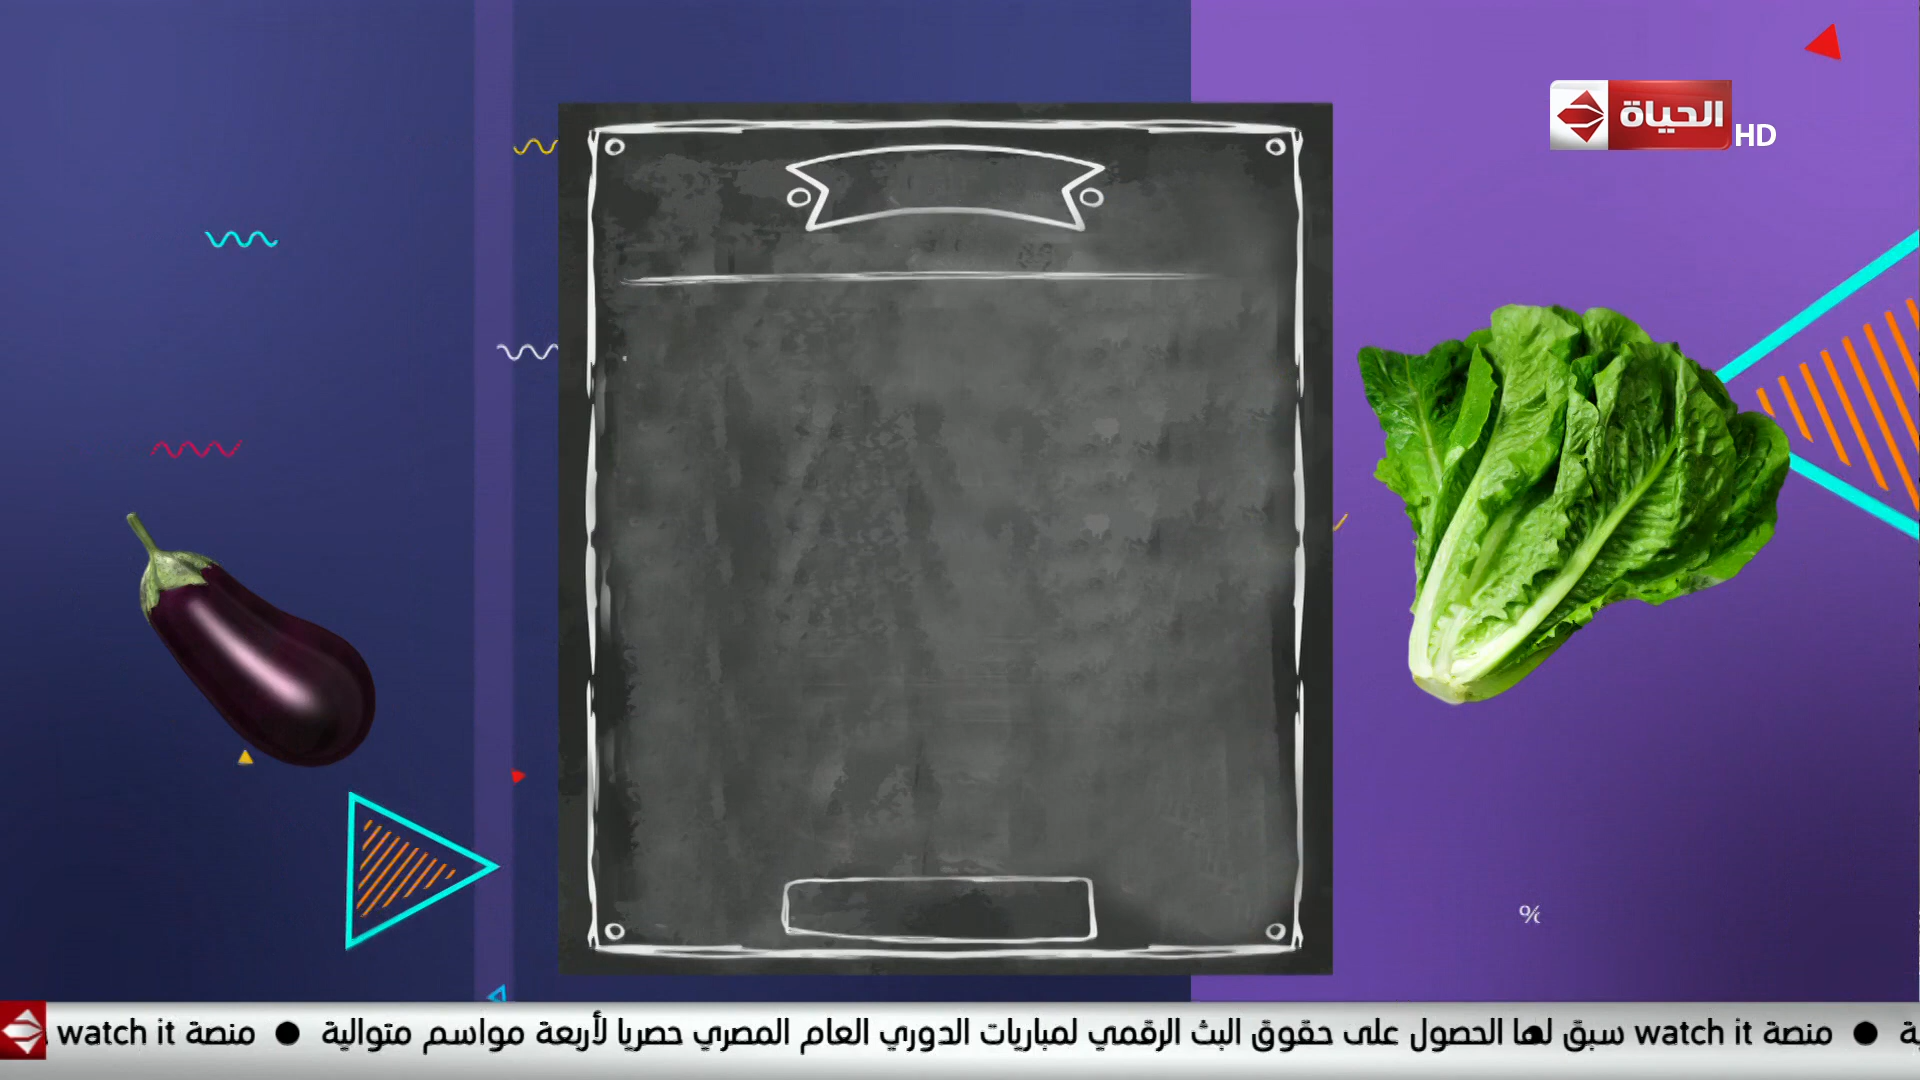 الحياة
HD
%
منصة watch it سبق لها الحصول على حقوق البث الرقمي لمباريات الدوري العام المصري حصريا لأربعة مواسم متوالية ● منصة watch it